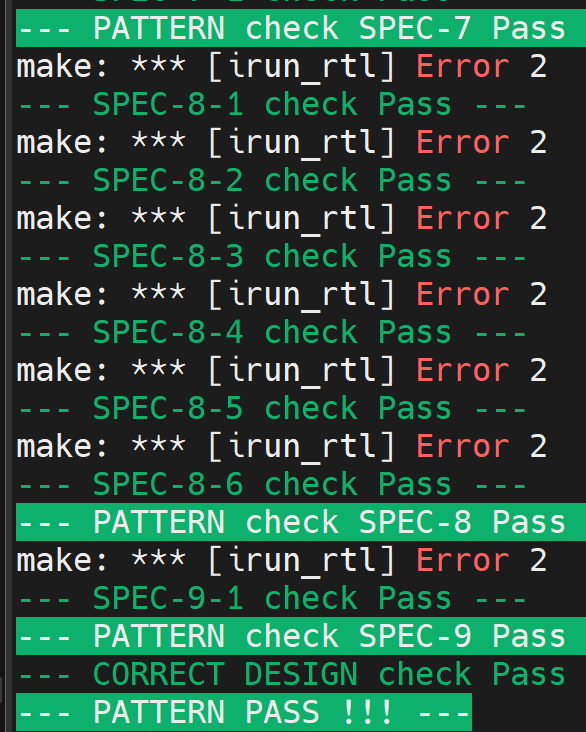 --- PATTERN check SPEC-7 Pass
make: *** [irun_rtl] Error 2
--- SPEC-8-1 check Pass ---
make: *** [irun_rtl] Error 2
--- SPEC-8-2 check Pass ---
make: *** [irun_rtl] Error 2
--- SPEC-8-3 check Pass ---
make: *** [irun_rtl] Error 2
--- SPEC-8-4 check Pass ---
make: *** [irun_rtl] Error 2
--- SPEC-8-5 check Pass ---
make: *** [irun_rtl] Error 2
--- SPEC-8-6 check Pass ---
--- PATTERN check SPEC-8 Pass
make: *** [irun_rtl] Error 2
--- SPEC-9-1 check Pass ---
--- PATTERN check SPEC-9 Pass
--- CORRECT DESIGN check Pass
--- PATTERN PASS !!! ---